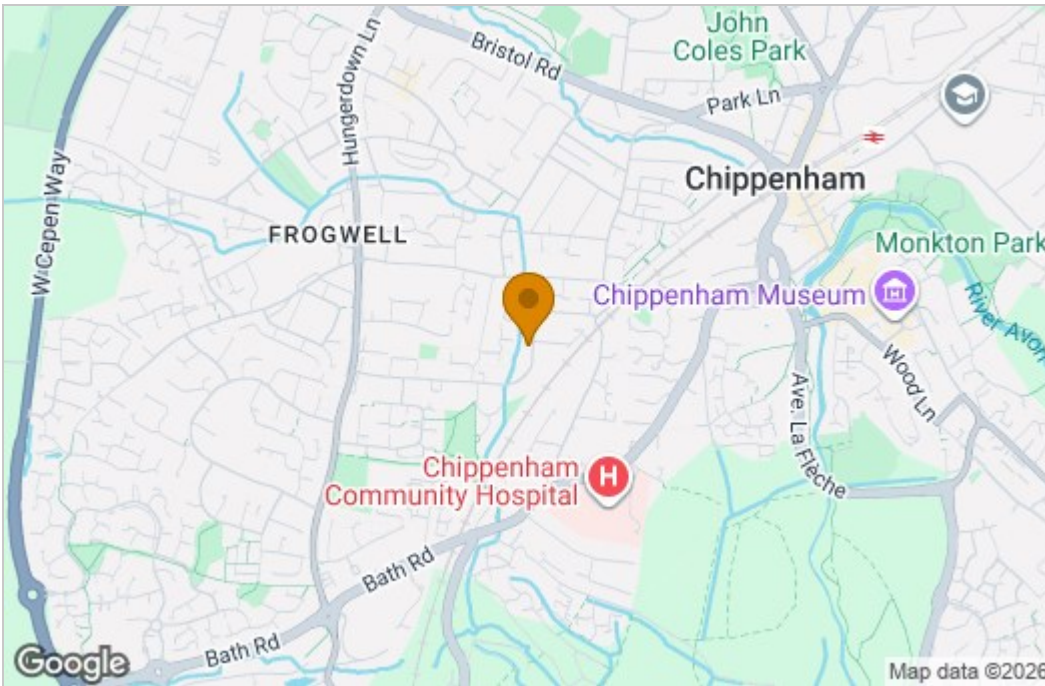 John
Coles Park
Bristol Rd
Park Ln
Hungerdown Ln
Chippenham
W Cepen Way
FROGWELL
Monkton Park
Chippenham Museum
River Avon
Wood Ln
Ave. La Flèche
Chippenham
Community Hospital
H
Bath Rd
Bath Rd
Google
Map data ©2026